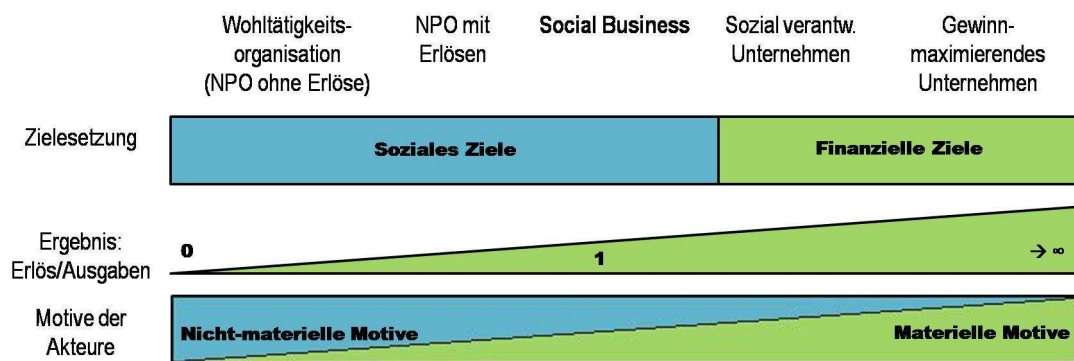 Wohltätigkeits-
organisation
(NPO ohne Erlöse)
NPO mit
Erlösen
Social Business
Sozial verantw.
Unternehmen
Gewinn-
maximierendes
Unternehmen
Zielesetzung
Soziales Ziele
Finanzielle Ziele
Ergebnis:
Erlös/Ausgaben
0
1
→ ∞
Motive der
Akteure
Nicht-materielle Motive
Materielle Motive